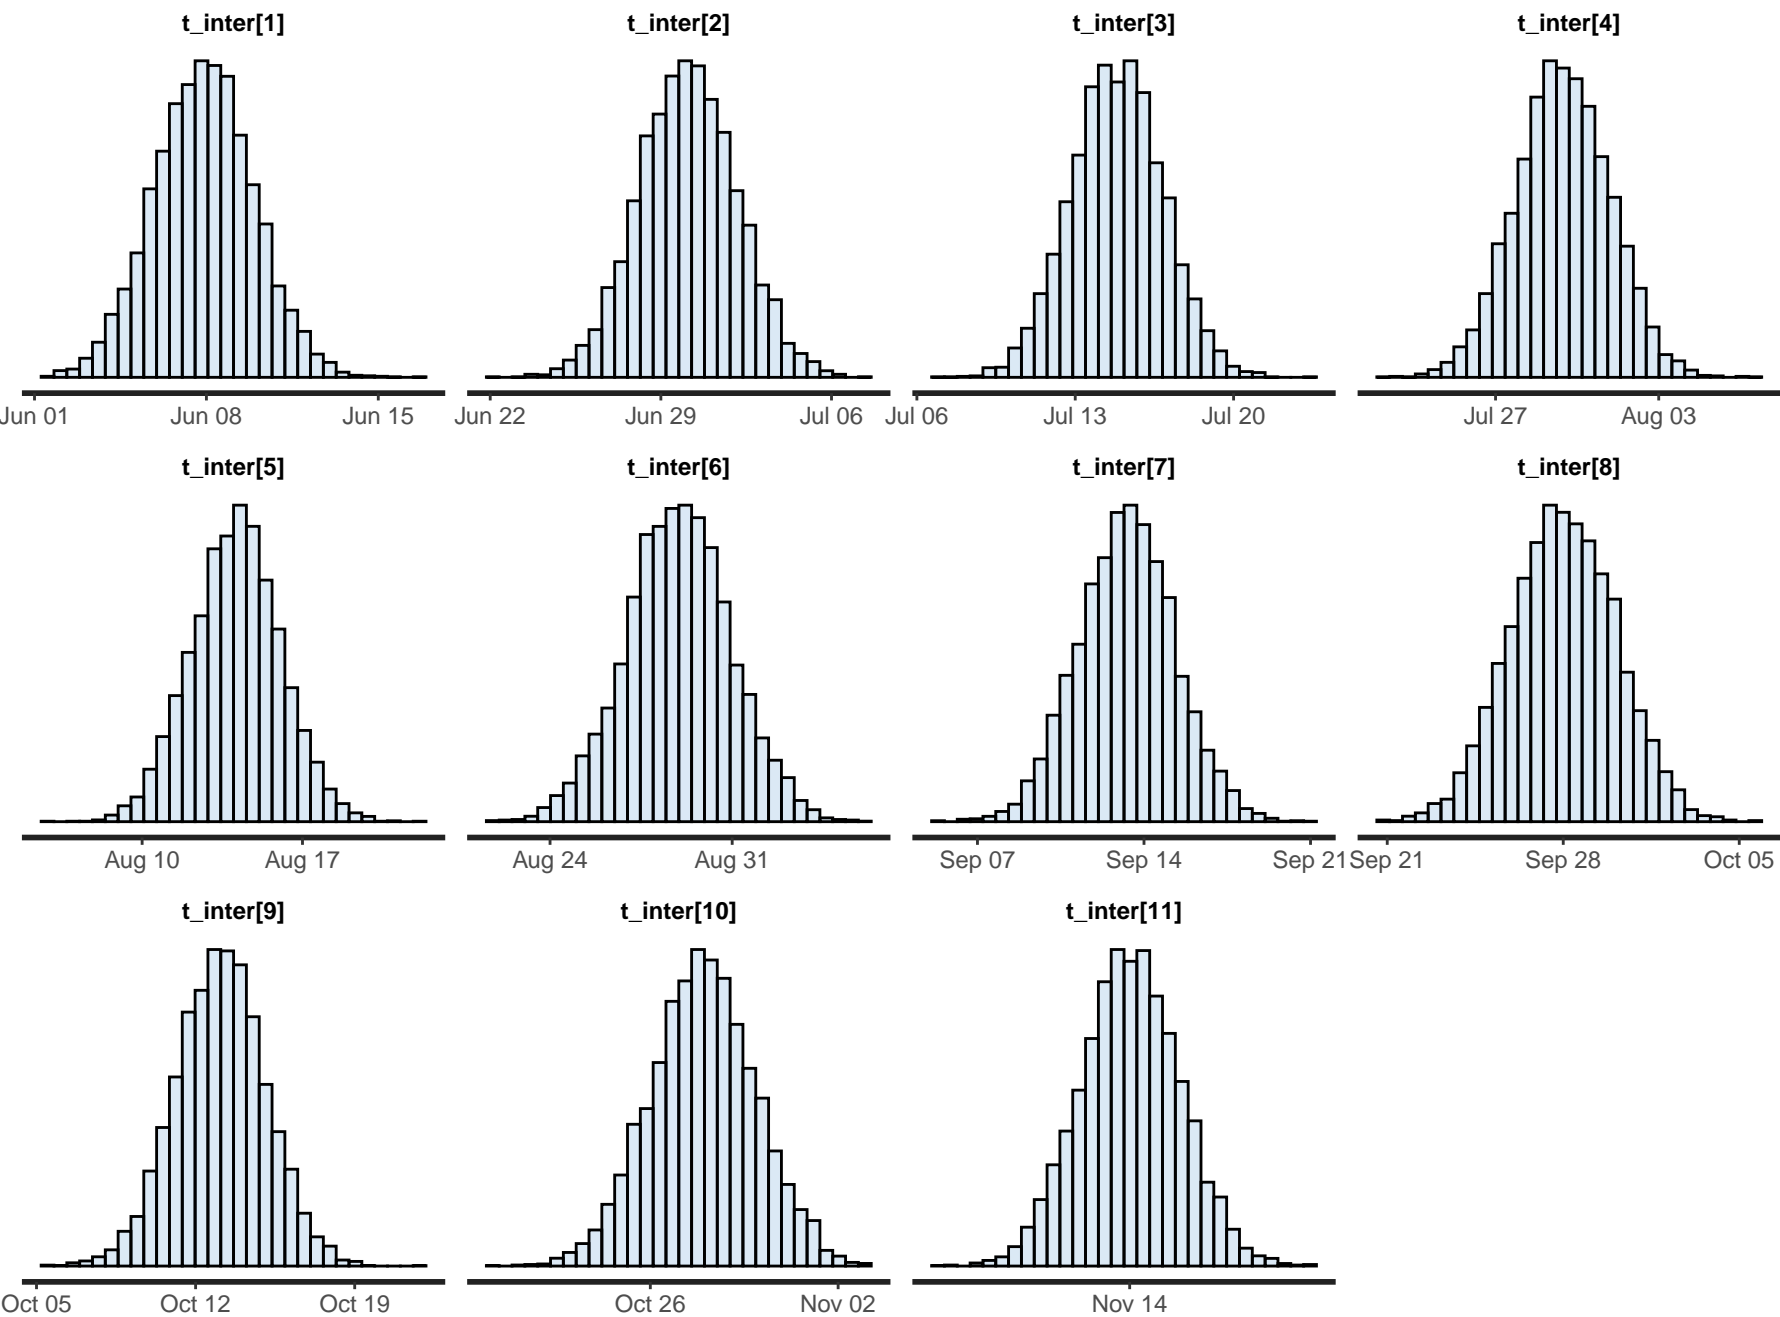 t_inter[1] t_inter[2] t_inter[3] t_inter[4]
Jun 01 Jun 08 Jun 15 Jun 22 Jun 29 Jul 06 Jul 06 Jul 13 Jul 20 Jul 27 Aug 03
t_inter[5] t_inter[6] t_inter[7] t_inter[8]
Aug 10 Aug 17 Aug 24 Aug 31 Sep 07 Sep 14 Sep 21 Sep 21 Sep 28 Oct 05
t_inter[9] t_inter[10] t_inter[11]
Oct 05 Oct 12 Oct 19 Oct 26 Nov 02 Nov 14